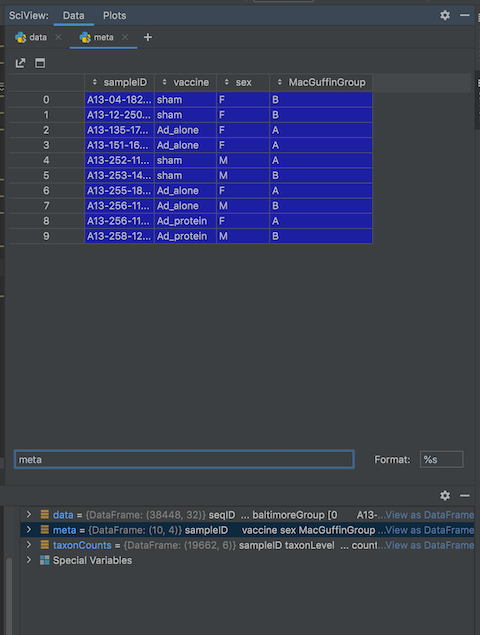 SciView: Data Plots
data meta
sampleID vaccine sex MacGuffinGroup
0 A13-04-182... sham F B
1 A13-12-250... sham F B
2 A13-135-17... Ad_alone F A
3 A13-151-16... Ad_alone F A
4 A13-252-11... sham M A
5 A13-253-14... sham M B
6 A13-255-18... Ad_alone F A
7 A13-256-11... Ad_alone M B
8 A13-256-11... Ad_protein F A
9 A13-258-12... Ad_protein M B
meta Format: %s
data = {DataFrame: (38448, 32)} seqID ... baltimoreGroup [0 A13-...View as DataFrame
meta = {DataFrame: (10, 4)} sampleID vaccine sex MacGuffinGroup ...View as DataFrame
taxonCounts = {DataFrame: (19662, 6)} sampleID taxonLevel ... count...View as DataFrame
Special Variables